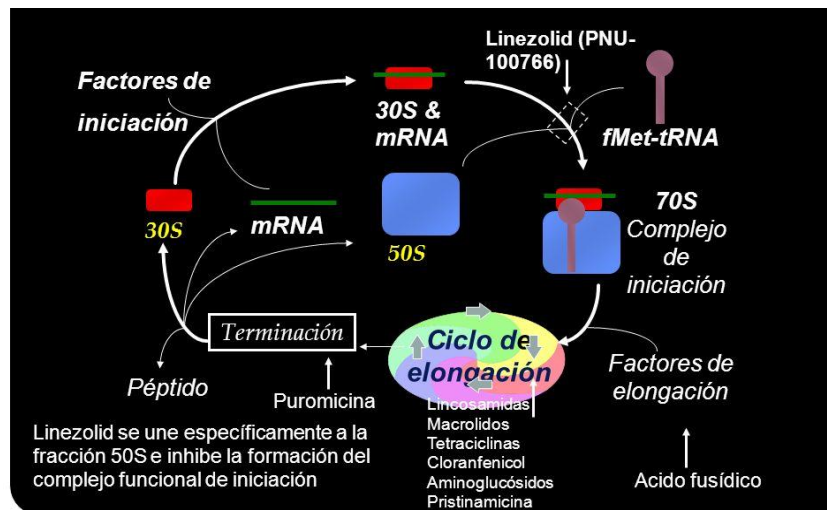 Linezolid (PNU-
100766)
Factores de
iniciación
30S &
mRNA
fMet-tRNA
30S
mRNA
50S
70S
Complejo
de
iniciación
Terminación
Ciclo de
elongación
Factores de
elongación
Péptido
Puromicina
Lincosamidas
Macrolidos
Tetraciclinas
Cloranfenicol
Aminoglucósidos
Pristinamicina
Acido fusídico
Linezolid se une específicamente a la
fracción 50S e inhibe la formación del
complejo funcional de iniciación